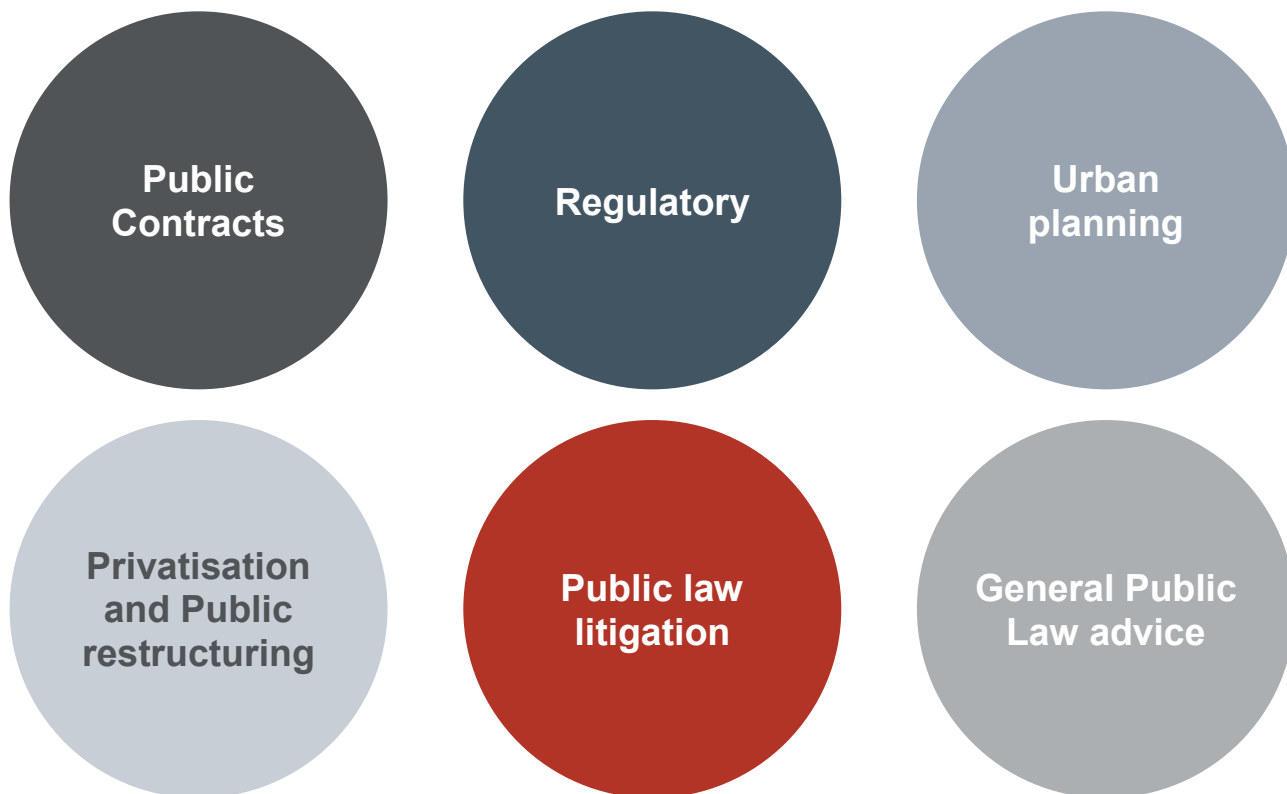 Public
Contracts
Regulatory
Urban
planning
Privatisation
and Public
restructuring
Public law
litigation
General Public
Law advice